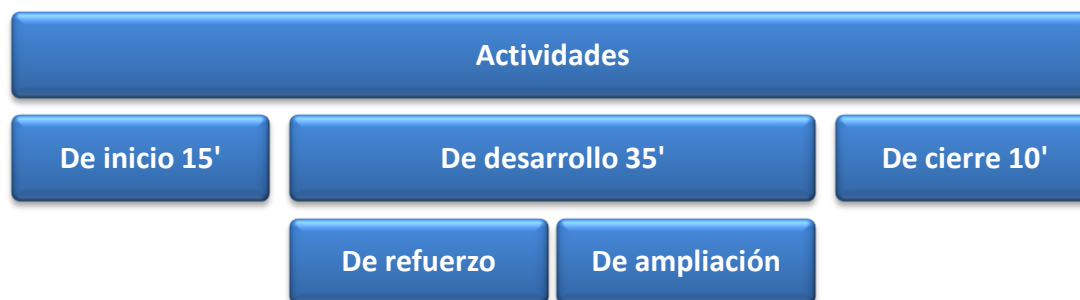 Actividades
De inicio 15'
De desarrollo 35'
De cierre 10'
De refuerzo
De ampliación